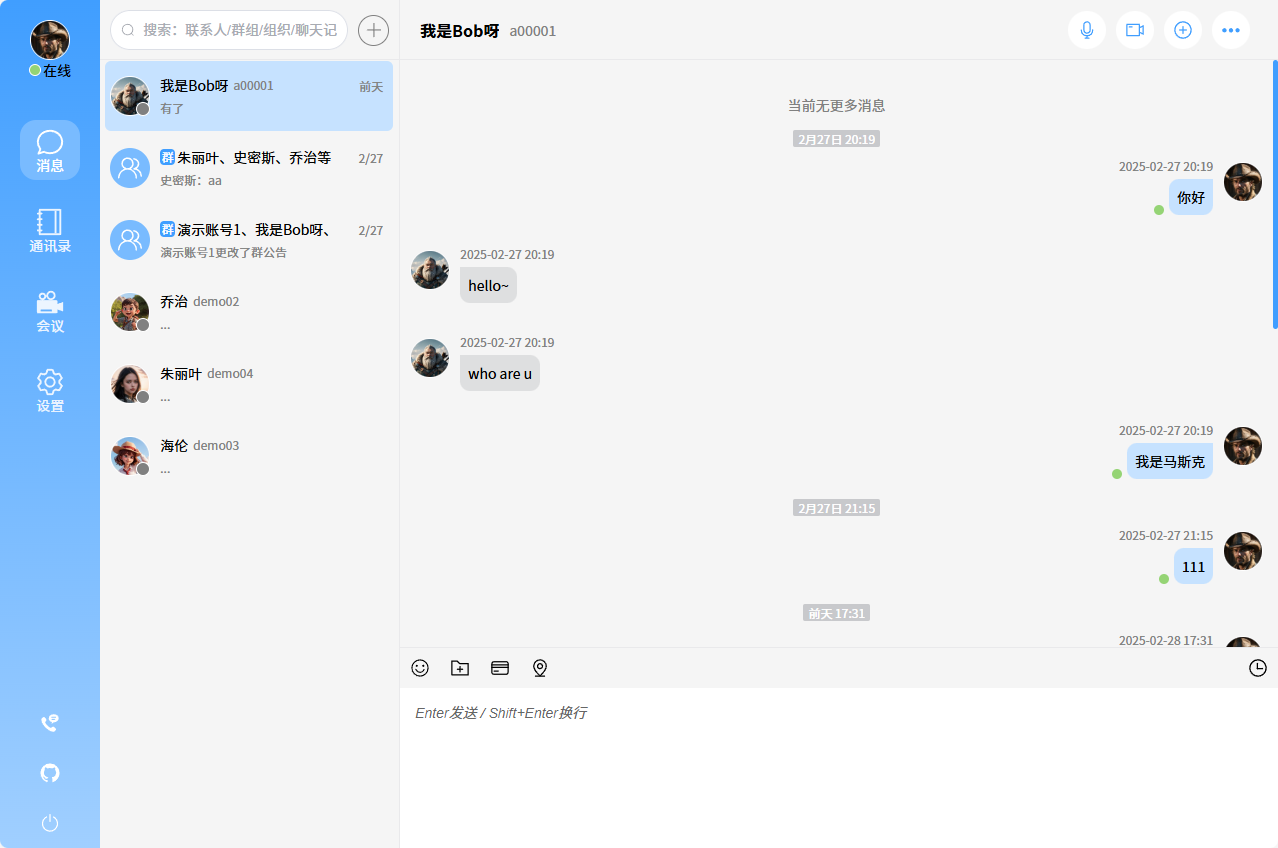 在线
消息
通讯录
会议
设置
搜索：联系人/群组/组织/聊天记
我是Bob呀 a00001 前天
有了
群 朱丽叶、史密斯、乔治等 2/27
史密斯：aa
群 演示账号1、我是Bob呀、 2/27
演示账号1更改了群公告
乔治 demo02
...
朱丽叶 demo04
...
海伦 demo03
...
我是Bob呀 a00001
当前无更多消息
2月27日 20:19
2025-02-27 20:19
你好
2025-02-27 20:19
hello~
2025-02-27 20:19
who are u
2025-02-27 20:19
我是马斯克
2月27日 21:15
2025-02-27 21:15
111
前天 17:31
2025-02-28 17:31
Enter发送 / Shift+Enter换行